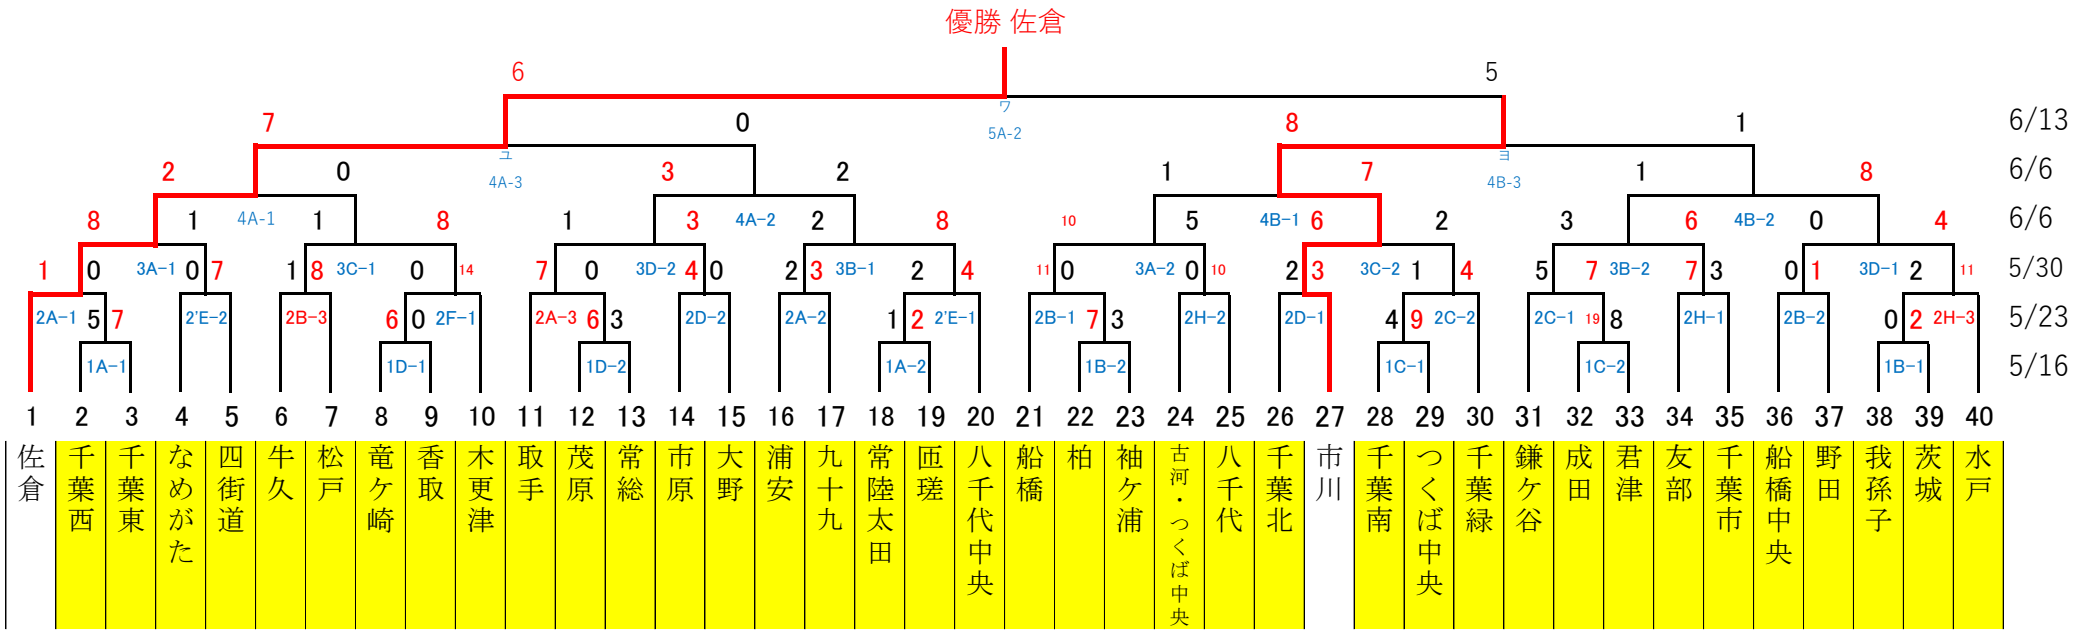 優勝 佐倉
6 5
ワ
5A-2
7 0 8 1 6/13
ユ ヨ
2 0 4A-3 3 2 1 7 4B-3 1 8 6/6
8 1 4A-1 1 8 1 3 4A-2 2 8 10 5 4B-1 6 2 3 6 4B-2 0 4 6/6
1 0 3A-1 0 7 1 8 3C-1 0 14 7 0 3D-2 4 0 2 3 3B-1 2 4 11 0 3A-2 0 10 2 3 3C-2 1 4 5 7 3B-2 7 3 0 1 3D-1 2 11 5/30
2A-1 5 7 2'E-2 2B-3 6 0 2F-1 2A-3 6 3 2D-2 2A-2 1 2 2'E-1 2B-1 7 3 2H-2 2D-1 4 9 2C-2 2C-1 19 8 2H-1 2B-2 0 2 2H-3 5/23
1A-1 1D-1 1D-2 1A-2 1B-2 1C-1 1C-2 1B-1 5/16
1 2 3 4 5 6 7 8 9 10 11 12 13 14 15 16 17 18 19 20 21 22 23 24 25 26 27 28 29 30 31 32 33 34 35 36 37 38 39 40
佐倉
千葉西
千葉東
なめがた
四街道
牛久
松戸
竜ケ崎
香取
木更津
取手
茂原
常総
市原
大野
浦安
九十九
常陸太田
匝瑳
八千代中央
船橋
柏
袖ケ浦
古河・つくば中央
八千代
千葉北
市川
千葉南
つくば中央
千葉緑
鎌ケ谷
成田
君津
友部
千葉市
船橋中央
野田
我孫子
茨城
水戸